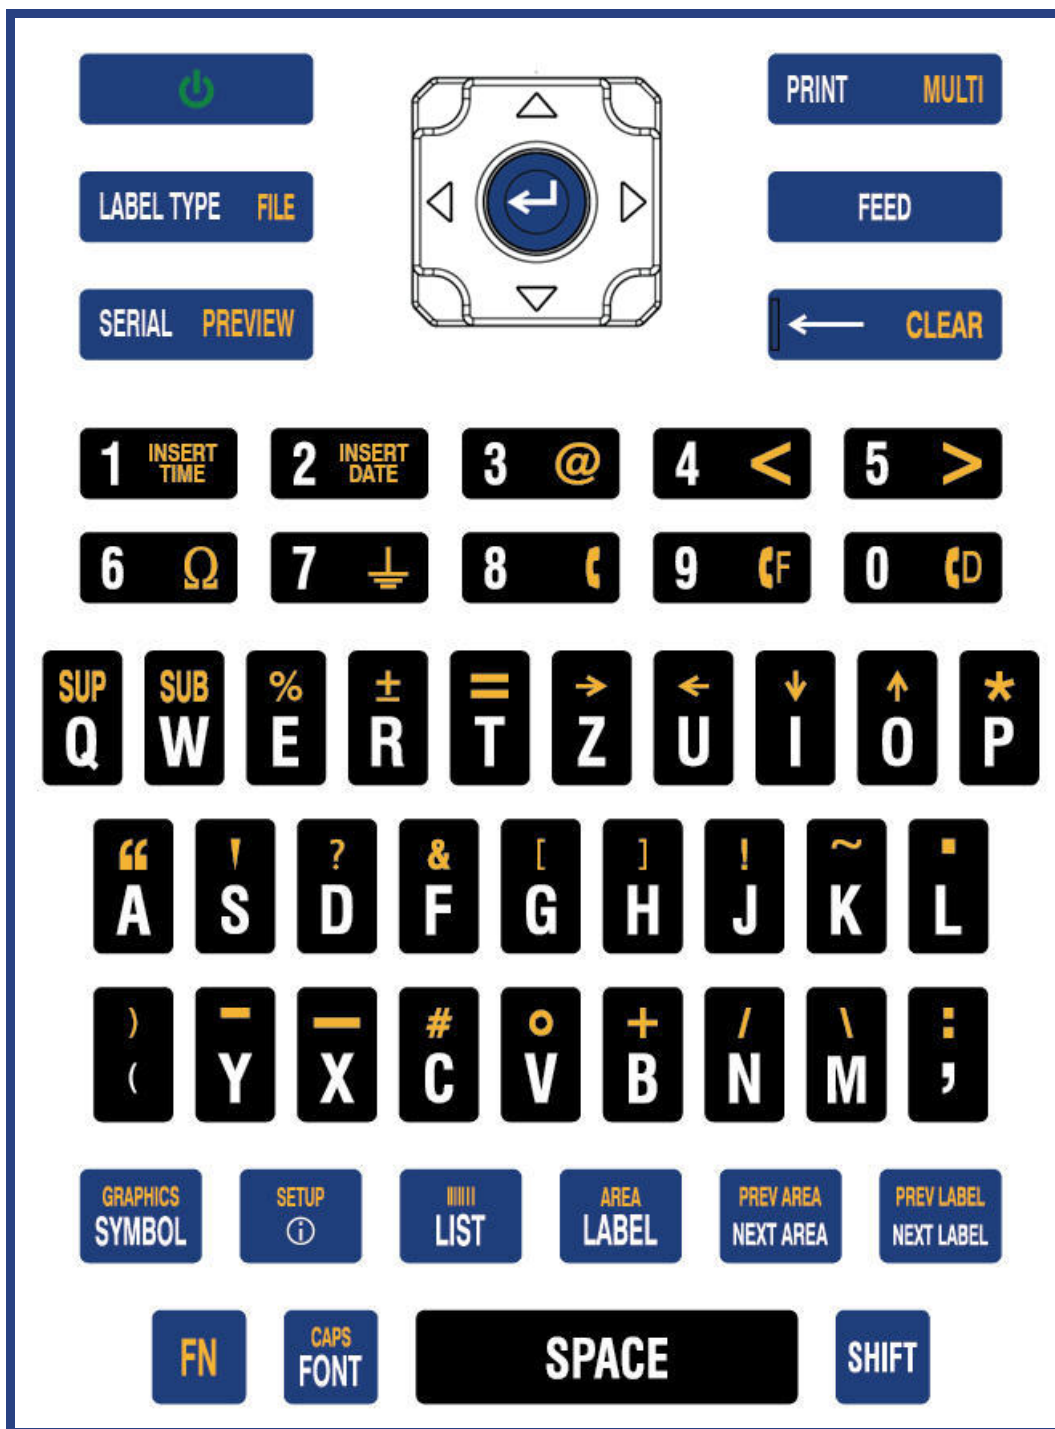 PRINT MULTI
LABEL TYPE FILE
FEED
SERIAL PREVIEW
← CLEAR
1 INSERT TIME 2 INSERT DATE 3 @ 4 < 5 >
6 Ω 7 ⏚ 8 9 F 0 D
SUP SUB % ± = → ← ↓ ↑ *
Q W E R T Z U I O P
“ ' ? & [ ] ! ~ .
A S D F G H J K L
) - — # ° + / \ :
( Y X C V B N M ,
GRAPHICS SETUP AREA PREV AREA PREV LABEL
SYMBOL ⓘ LIST LABEL NEXT AREA NEXT LABEL
CAPS
FN FONT SPACE SHIFT